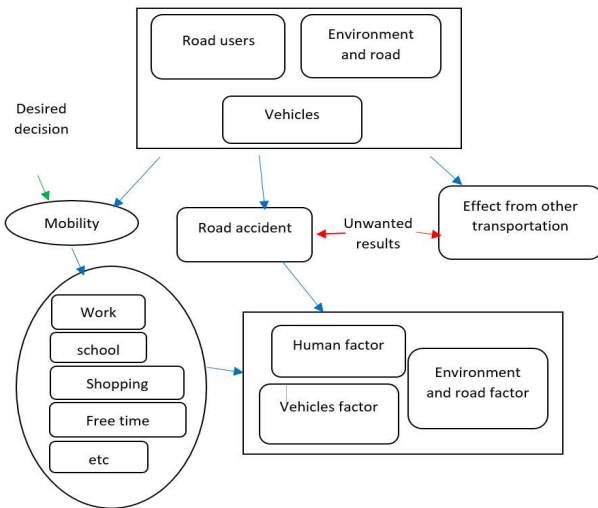 Road users
Environment
and road
Vehicles
Desired
decision
Mobility
Road accident
Unwanted
results
Effect from other
transportation
Work
school
Shopping
Free time
etc
Human factor
Vehicles factor
Environment
and road factor